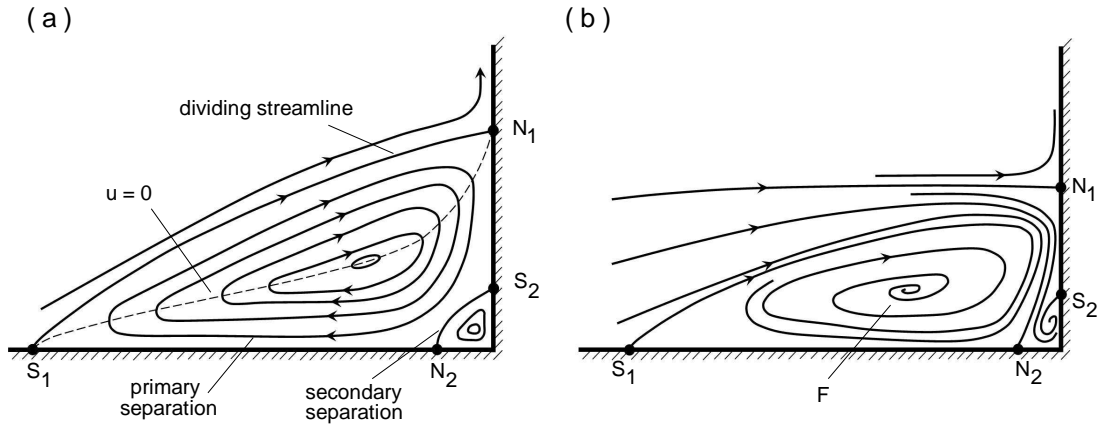 (a)
(b)
dividing streamline
N1
u = 0
S2
S1
N2
primary
separation
secondary
separation
N1
S2
S1
N2
F